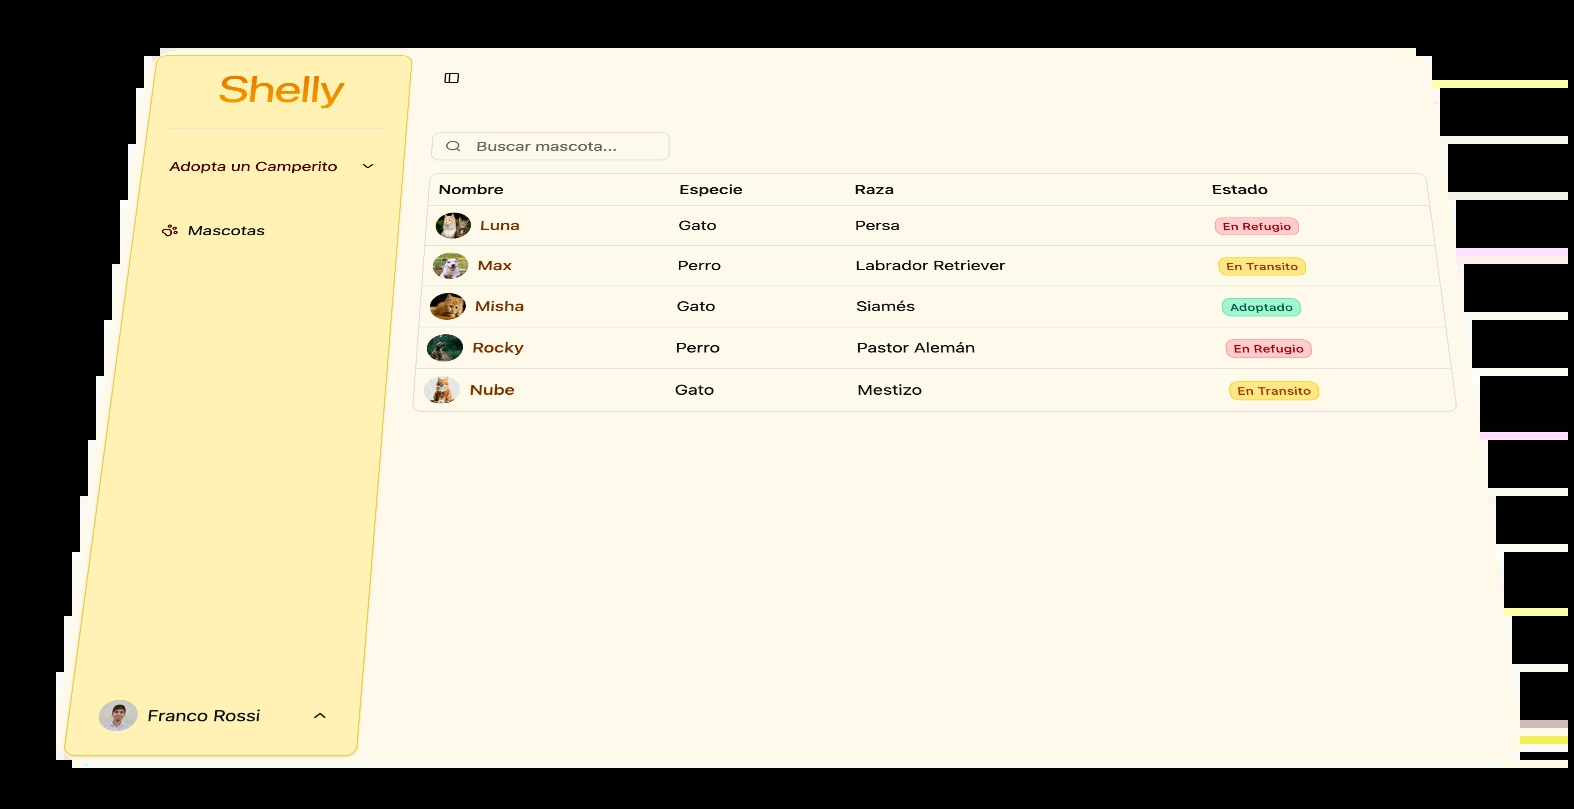 Shelly
Adopta un Camperito
Mascotas
Franco Rossi
Buscar mascota...
Nombre Especie Raza Estado
Luna Gato Persa En Refugio
Max Perro Labrador Retriever En Transito
Misha Gato Siamés Adoptado
Rocky Perro Pastor Alemán En Refugio
Nube Gato Mestizo En Transito